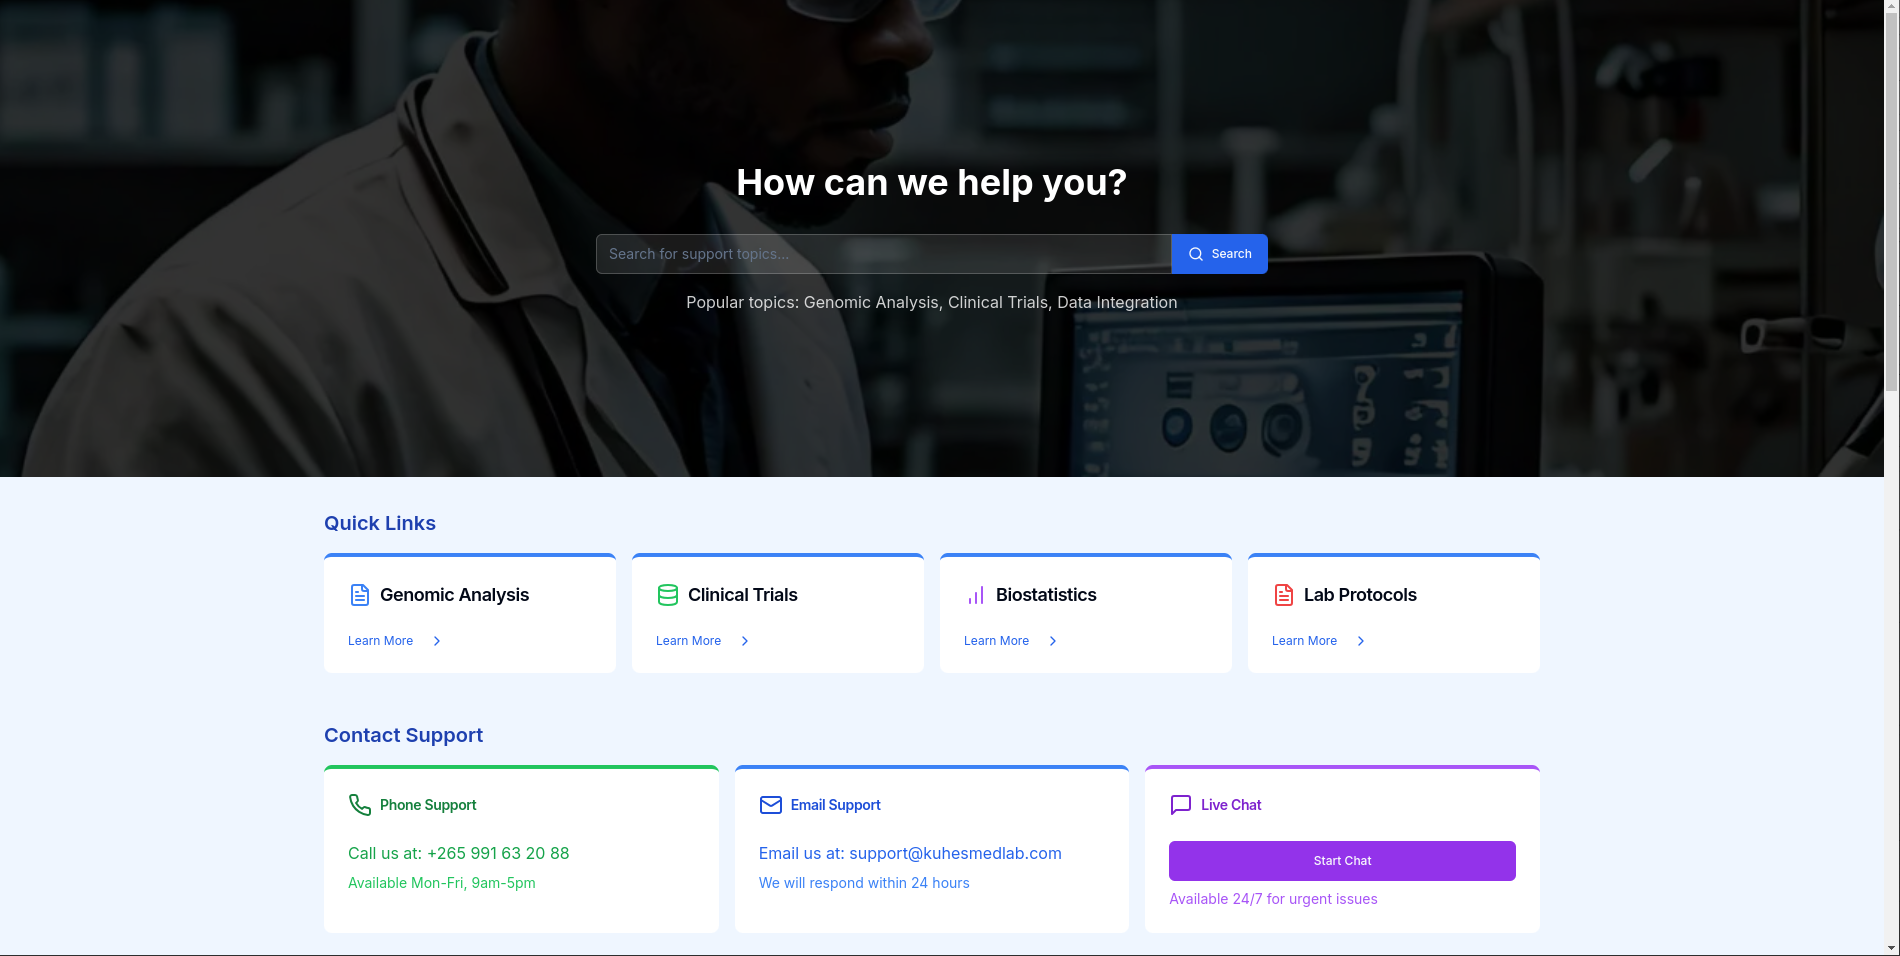 How can we help you?
Search for support topics...
Search
Popular topics: Genomic Analysis, Clinical Trials, Data Integration
Quick Links
Genomic Analysis
Learn More
Clinical Trials
Learn More
Biostatistics
Learn More
Lab Protocols
Learn More
Contact Support
Phone Support
Call us at: +265 991 63 20 88
Available Mon-Fri, 9am-5pm
Email Support
Email us at: support@kuhesmedlab.com
We will respond within 24 hours
Live Chat
Start Chat
Available 24/7 for urgent issues